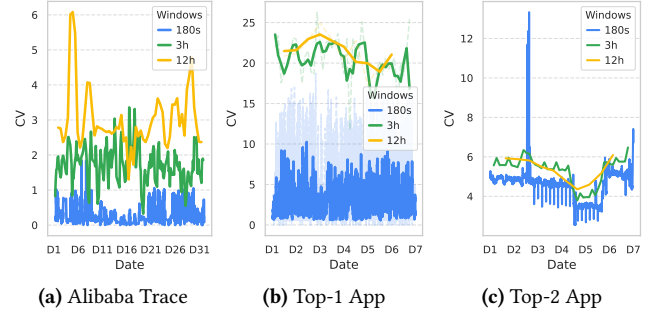 CV
6
5
4
3
2
1
0
D1 D6 D11 D16 D21 D26 D31
Date
Windows
180s
3h
12h
(a) Alibaba Trace
CV
25
20
15
10
5
0
D1 D2 D3 D4 D5 D6 D7
Date
Windows
180s
3h
12h
(b) Top-1 App
CV
12
10
8
6
4
D1 D2 D3 D4 D5 D6 D7
Date
Windows
180s
3h
12h
(c) Top-2 App